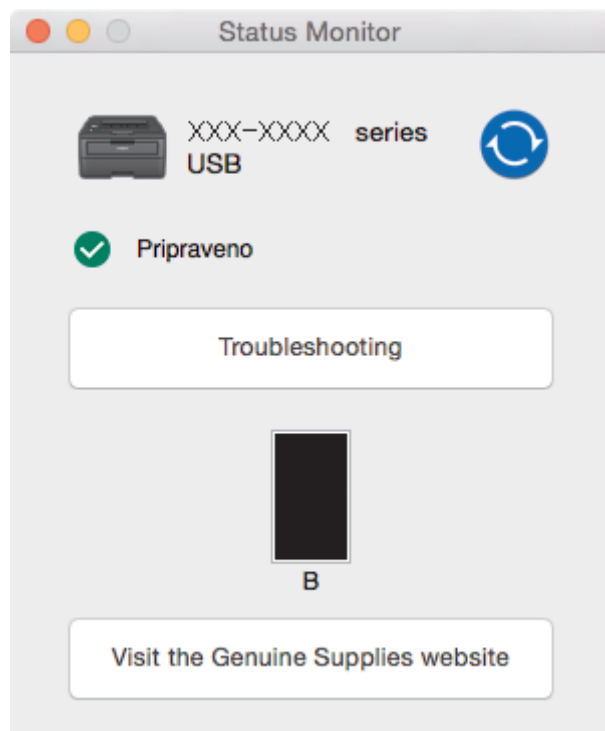 Status Monitor
XXX-XXXX series
USB
Pripraveno
Troubleshooting
B
Visit the Genuine Supplies website